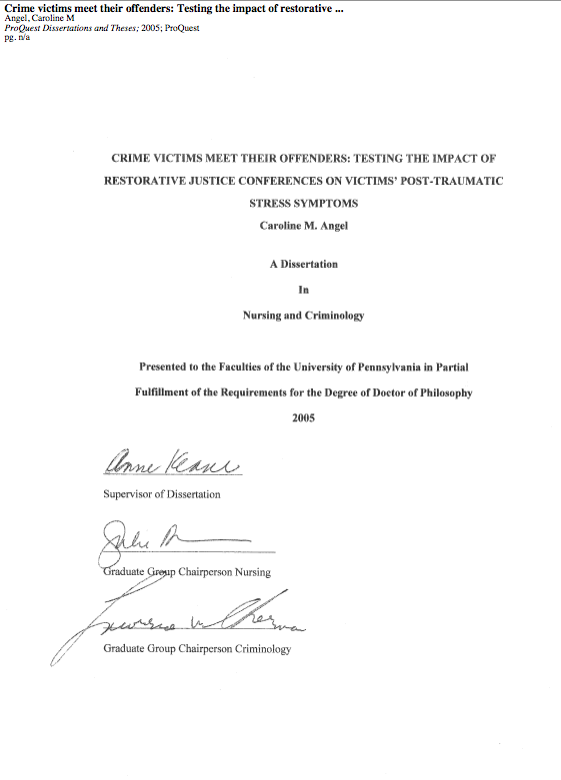 Crime victims meet their offenders: Testing the impact of restorative ...
Angel, Caroline M
ProQuest Dissertations and Theses; 2005; ProQuest
pg. n/a
CRIME VICTIMS MEET THEIR OFFENDERS: TESTING THE IMPACT OF
RESTORATIVE JUSTICE CONFERENCES ON VICTIMS' POST-TRAUMATIC
STRESS SYMPTOMS
Caroline M. Angel
A Dissertation
In
Nursing and Criminology
Presented to the Faculties of the University of Pennsylvania in Partial
Fulfillment of the Requirements for the Degree of Doctor of Philosophy
2005
Anne Keane
Supervisor of Dissertation
Graduate Group Chairperson Nursing
Graduate Group Chairperson Criminology